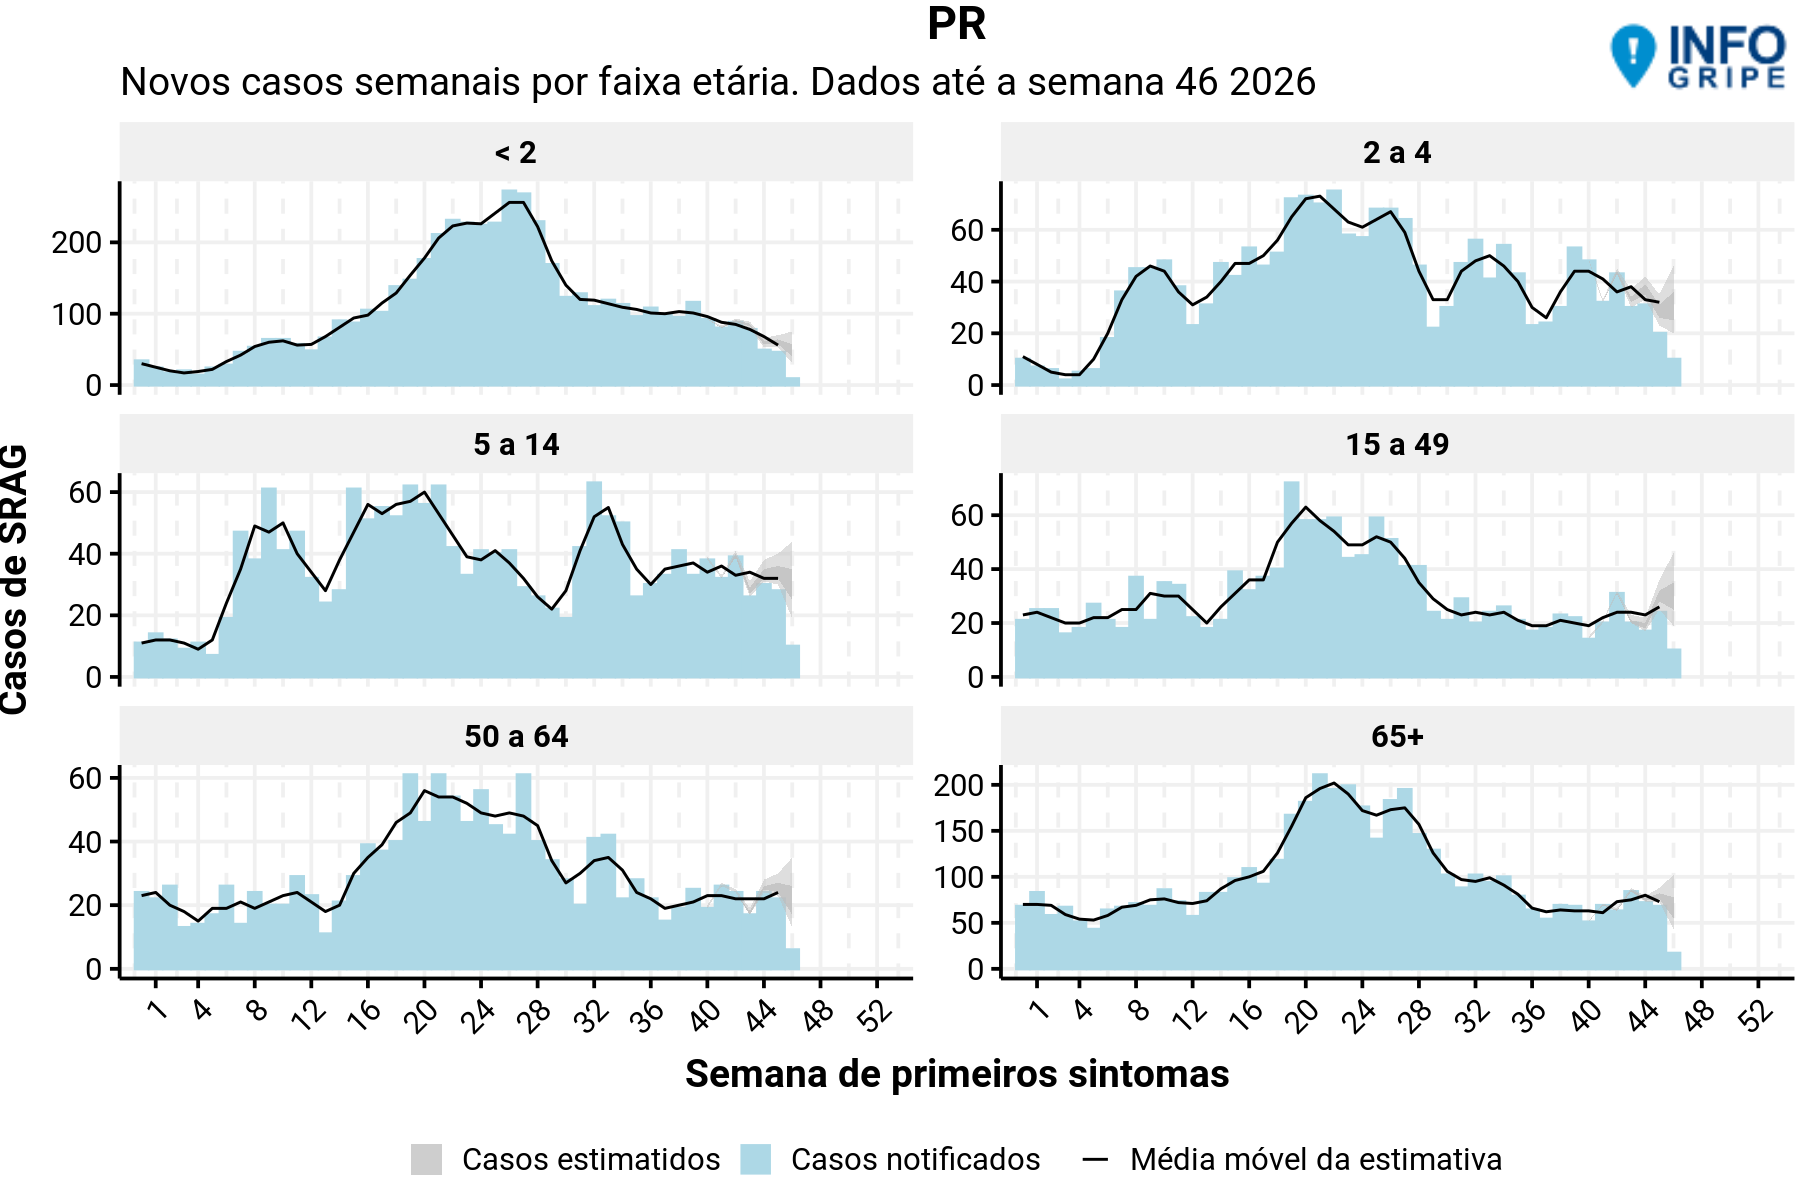 PR
INFO
GRIPE
Novos casos semanais por faixa etária. Dados até a semana 46 2026
Casos de SRAG
< 2
200
100
0
2 a 4
60
40
20
0
5 a 14
60
40
20
0
15 a 49
60
40
20
0
50 a 64
60
40
20
0
65+
200
150
100
50
0
1 4 8 12 16 20 24 28 32 36 40 44 48 52
1 4 8 12 16 20 24 28 32 36 40 44 48 52
Semana de primeiros sintomas
Casos estimatidos Casos notificados Média móvel da estimativa